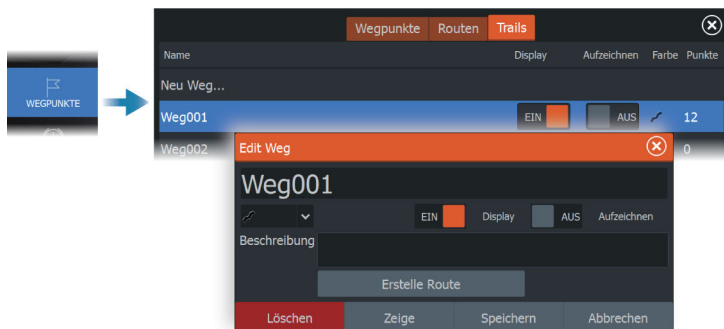 Wegpunkte Routen Trails
Name Display Aufzeichnen Farbe Punkte
Neu Weg...
WEGPUNKTE
Weg001 EIN AUS 12
Weg002 0
Edit Weg
Weg001
EIN Display AUS Aufzeichnen
Beschreibung
Erstelle Route
Löschen Zeige Speichern Abbrechen